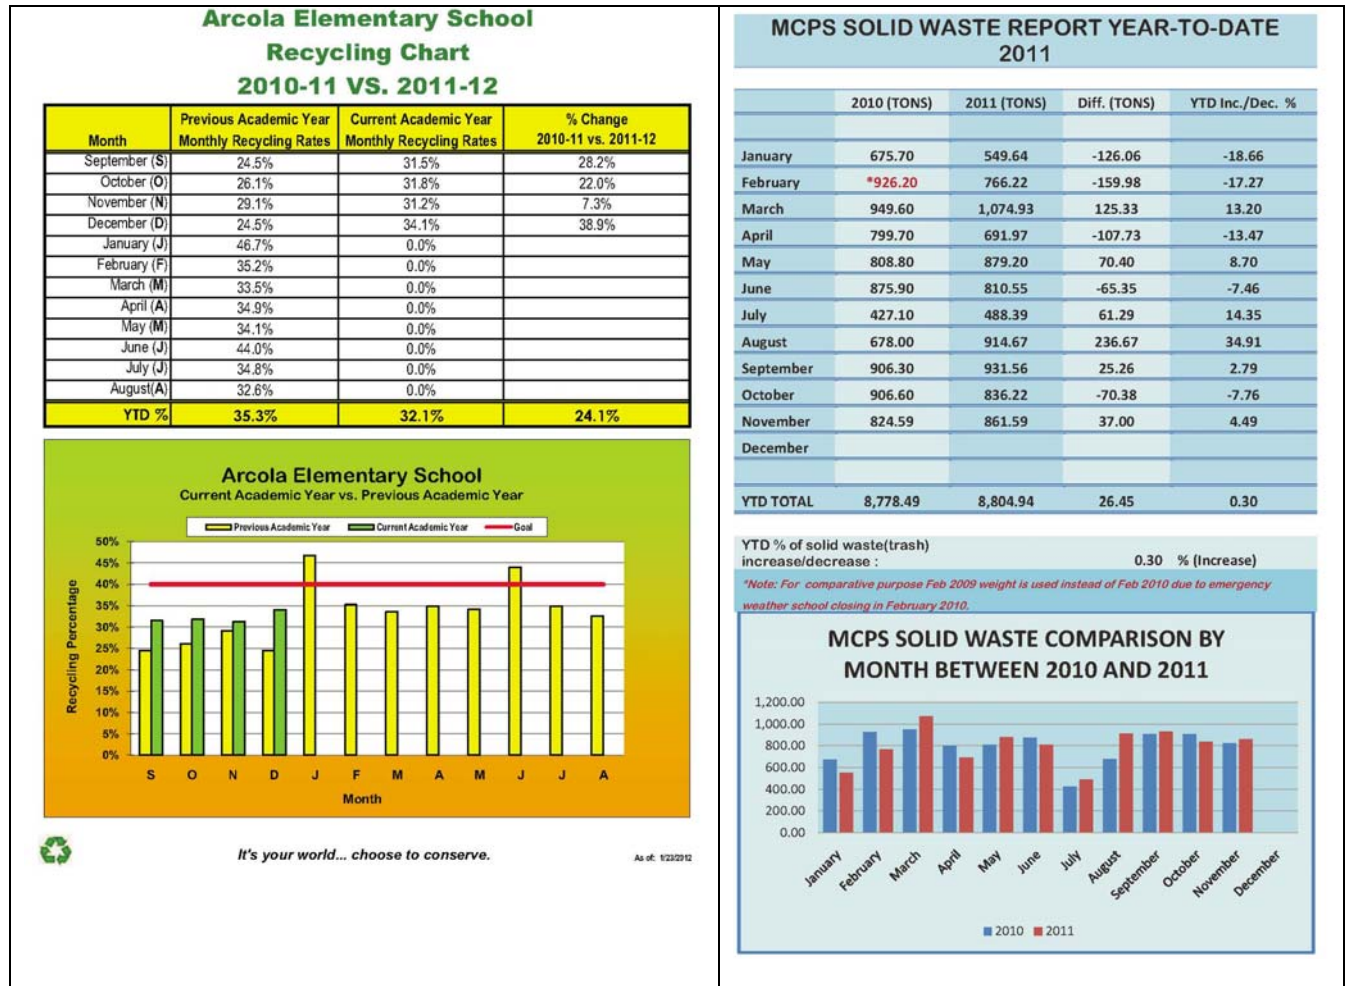 Arcola Elementary School
Recycling Chart
2010-11 VS. 2011-12
Month Previous Academic Year Monthly Recycling Rates Current Academic Year Monthly Recycling Rates % Change 2010-11 vs. 2011-12
September (S) 24.5% 31.5% 28.2%
October (O) 26.1% 31.8% 22.0%
November (N) 29.1% 31.2% 7.3%
December (D) 24.5% 34.1% 38.9%
January (J) 46.7% 0.0%
February (F) 35.2% 0.0%
March (M) 33.5% 0.0%
April (A) 34.9% 0.0%
May (M) 34.1% 0.0%
June (J) 44.0% 0.0%
July (J) 34.8% 0.0%
August(A) 32.6% 0.0%
YTD % 35.3% 32.1% 24.1%
Arcola Elementary School
Current Academic Year vs. Previous Academic Year
Previous Academic Year Current Academic Year Goal
Recycling Percentage
50%
45%
40%
35%
30%
25%
20%
15%
10%
5%
0%
S O N D J F M A M J J A
Month
It's your world... choose to conserve.
As of: 1/23/2012
MCPS SOLID WASTE REPORT YEAR-TO-DATE
2011
2010 (TONS) 2011 (TONS) Diff. (TONS) YTD Inc./Dec. %
January 675.70 549.64 -126.06 -18.66
February *926.20 766.22 -159.98 -17.27
March 949.60 1,074.93 125.33 13.20
April 799.70 691.97 -107.73 -13.47
May 808.80 879.20 70.40 8.70
June 875.90 810.55 -65.35 -7.46
July 427.10 488.39 61.29 14.35
August 678.00 914.67 236.67 34.91
September 906.30 931.56 25.26 2.79
October 906.60 836.22 -70.38 -7.76
November 824.59 861.59 37.00 4.49
December
YTD TOTAL 8,778.49 8,804.94 26.45 0.30
YTD % of solid waste(trash)
increase/decrease : 0.30 % (Increase)
*Note: For comparative purpose Feb 2009 weight is used instead of Feb 2010 due to emergency
weather school closing in February 2010.
MCPS SOLID WASTE COMPARISON BY
MONTH BETWEEN 2010 AND 2011
1,200.00
1,000.00
800.00
600.00
400.00
200.00
0.00
January February March April May June July August September October November December
2010 2011